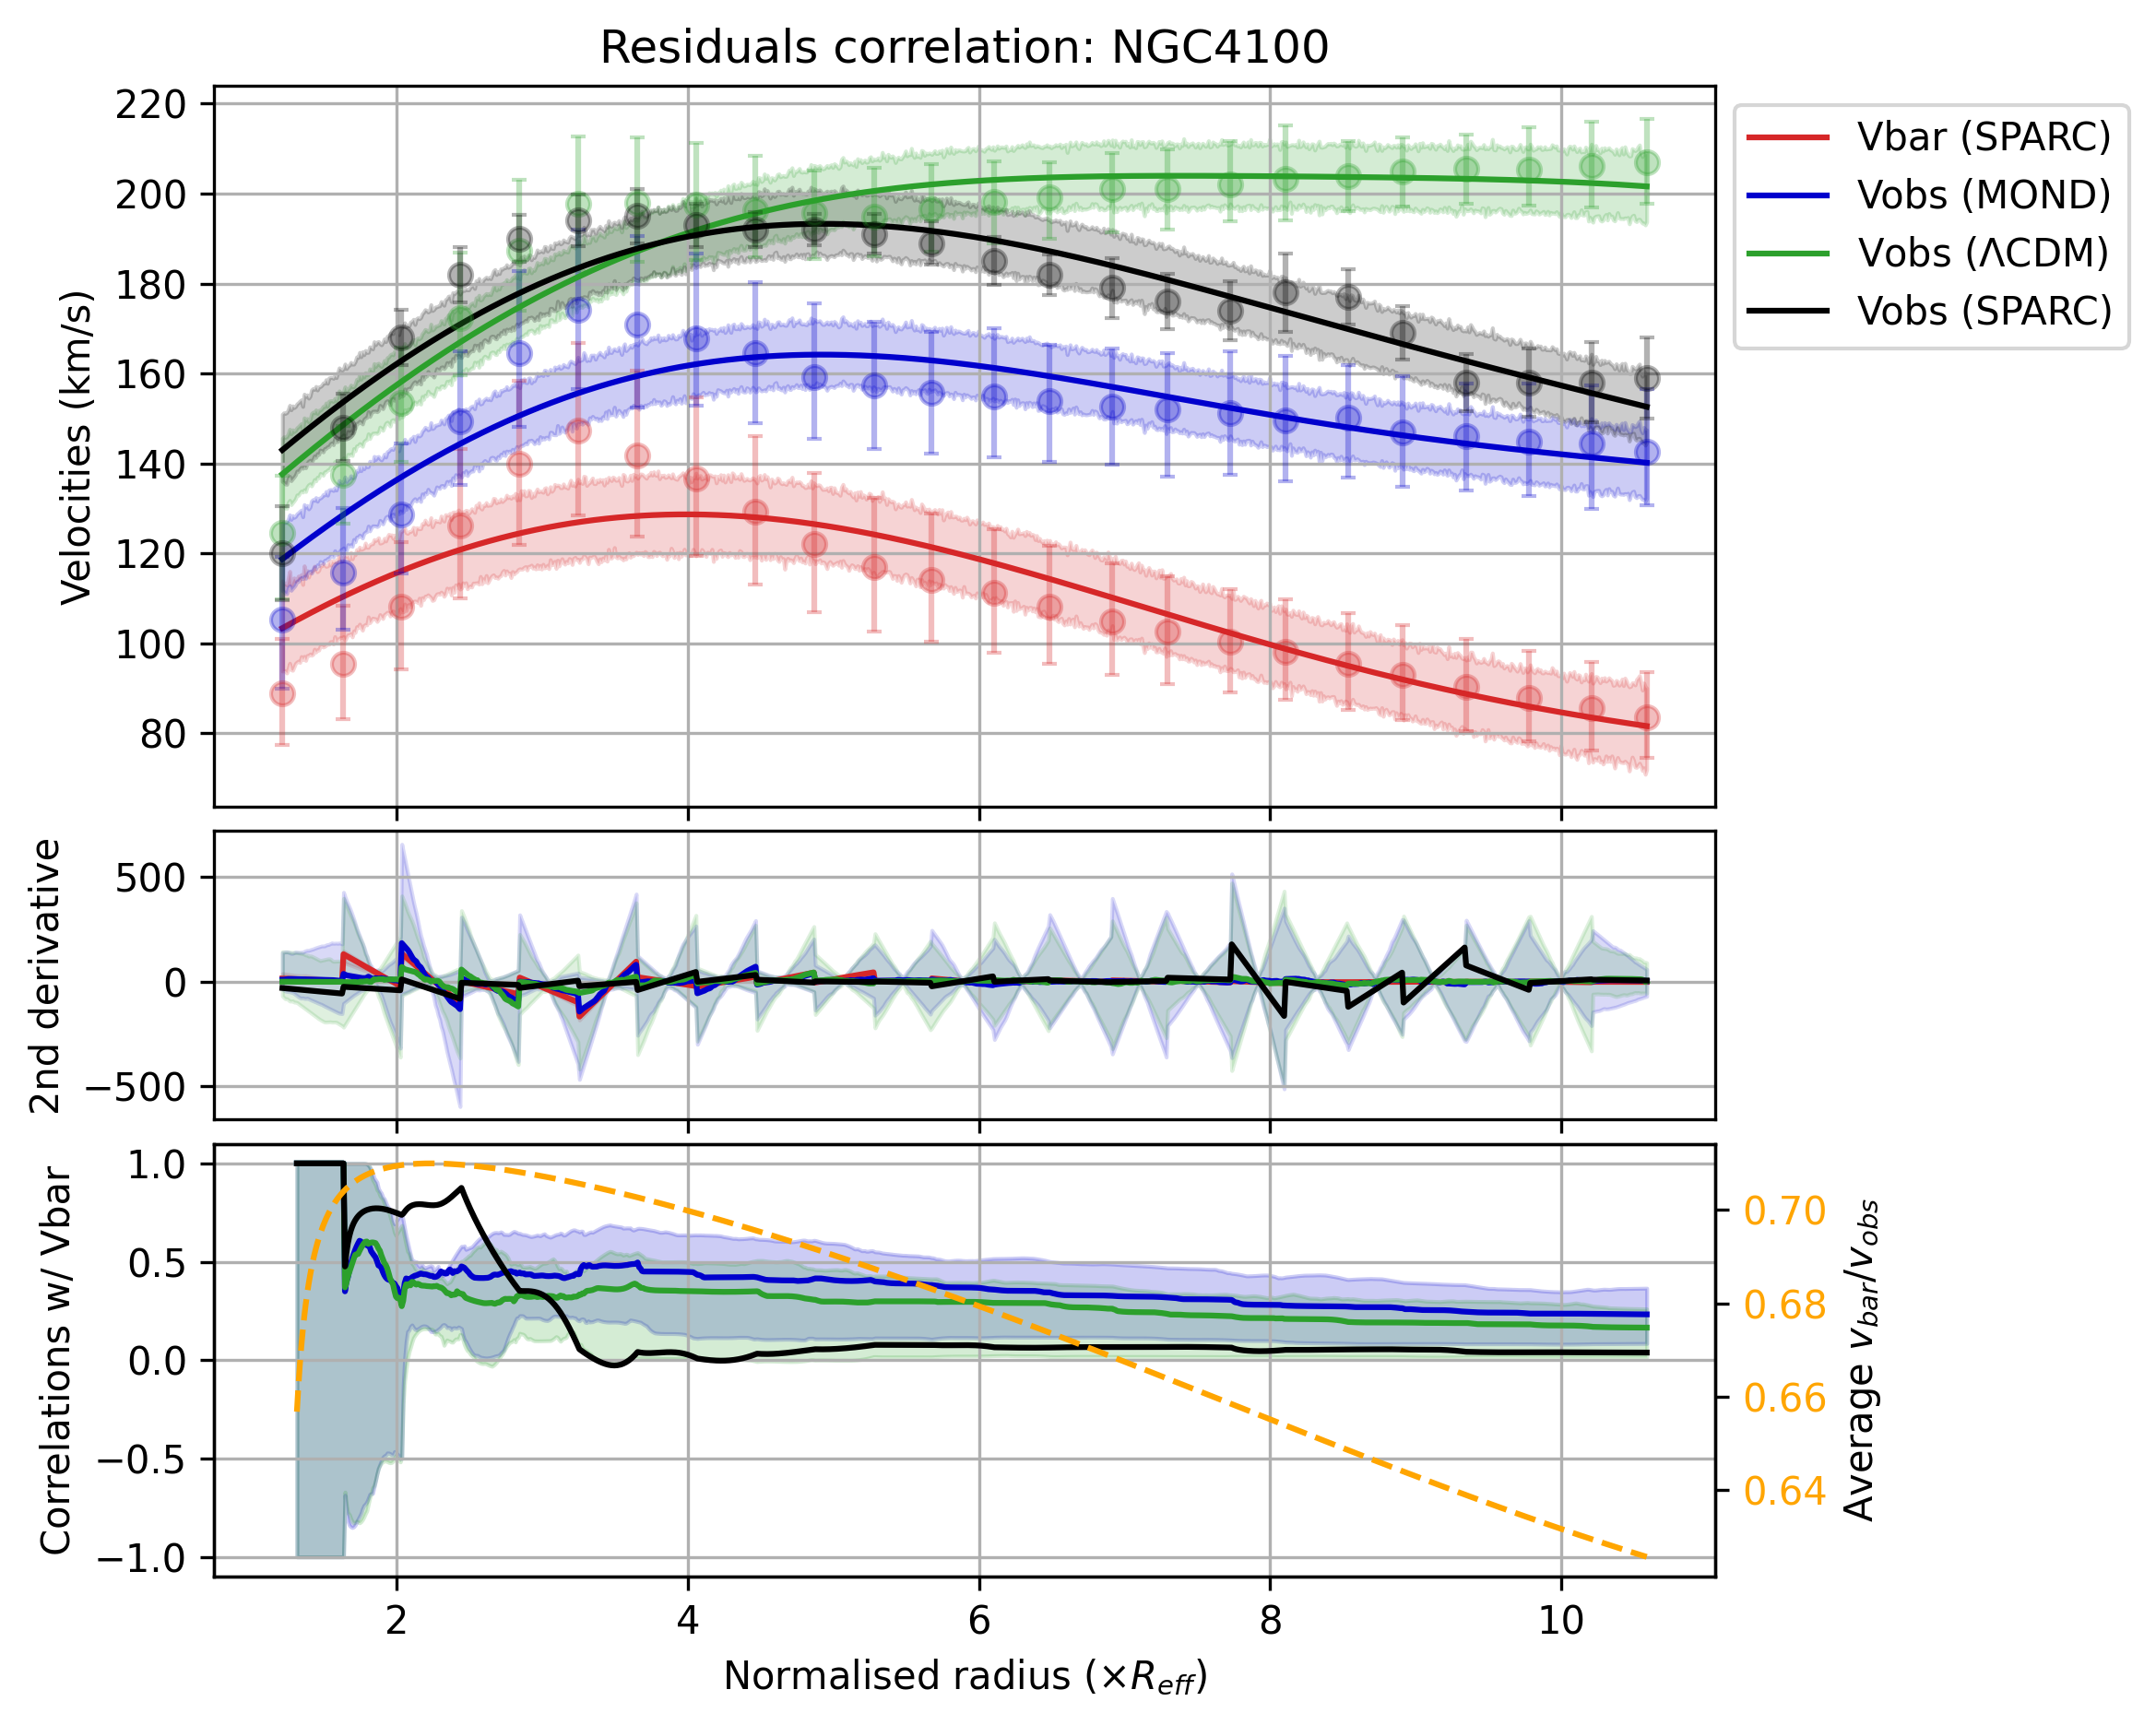 Residuals correlation: NGC4100
Velocities (km/s)
220
200
180
160
140
120
100
80
Vbar (SPARC)
Vobs (MOND)
Vobs (ΛCDM)
Vobs (SPARC)
2nd derivative
500
0
−500
Correlations w/ Vbar
1.0
0.5
0.0
−0.5
−1.0
0.70
0.68
0.66
0.64
Average v_bar/v_obs
2 4 6 8 10
Normalised radius (×R_eff)